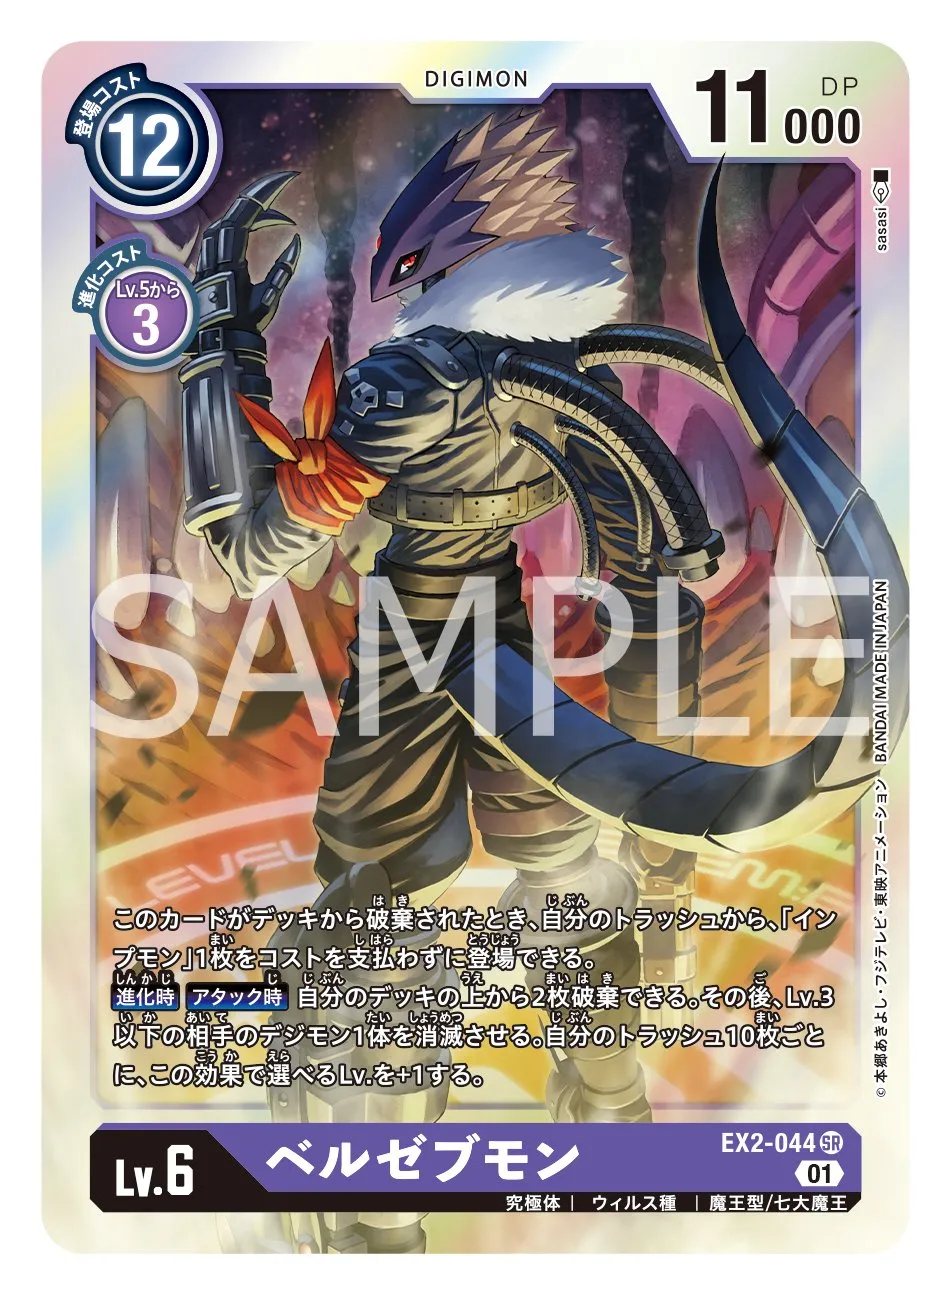 DIGIMON
登場コスト
12
11000
DP
進化コスト
Lv.5から
3
sasasi
SAMPLE
LEVEL
このカードがデッキから破棄されたとき、自分のトラッシュから、「イン
プモン」1枚をコストを支払わずに登場できる。
進化時 アタック時 自分のデッキの上から2枚破棄できる。その後、Lv.3
以下の相手のデジモン1体を消滅させる。自分のトラッシュ10枚ごと
に、この効果で選べるLv.を+1する。
© 本郷あきよし・フジテレビ・東映アニメーション BANDAI MADE IN JAPAN
Lv.6
ベルゼブモン
EX2-044 SR
01
究極体 | ウィルス種 | 魔王型/七大魔王